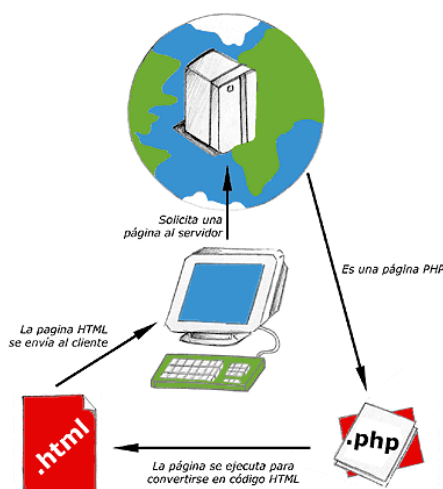 Solicita una
página al servidor
Es una página PHP
La pagina HTML
se envía al cliente
.html
.php
La página se ejecuta para
convertirse en código HTML